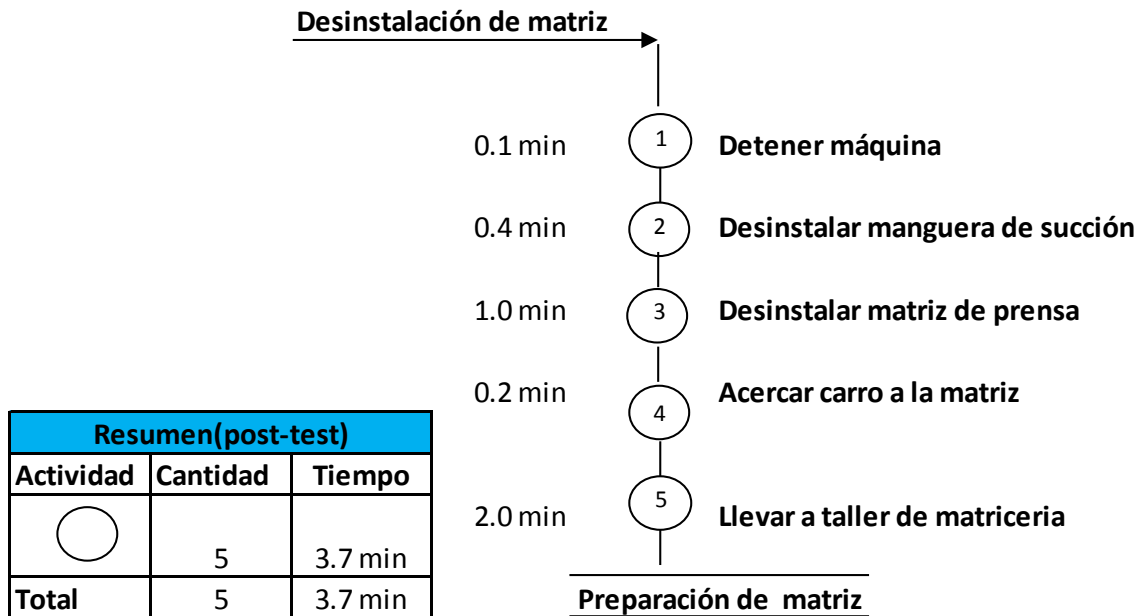 Desinstalación de matriz
0.1 min 1 Detener máquina
0.4 min 2 Desinstalar manguera de succión
1.0 min 3 Desinstalar matriz de prensa
0.2 min 4 Acercar carro a la matriz
2.0 min 5 Llevar a taller de matriceria
Preparación de matriz
Resumen(post-test)
Actividad Cantidad Tiempo
5 3.7 min
Total 5 3.7 min